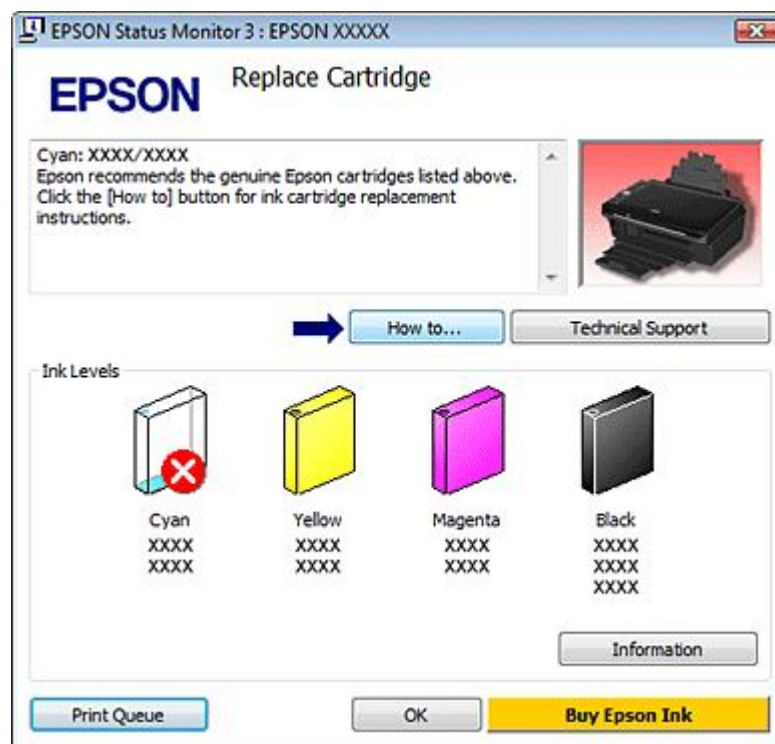 EPSON Status Monitor 3 : EPSON XXXXX
EPSON
Replace Cartridge
Cyan: XXXX/XXXX
Epson recommends the genuine Epson cartridges listed above.
Click the [How to] button for ink cartridge replacement
instructions.
How to...
Technical Support
Ink Levels
Cyan
XXXX
XXXX
Yellow
XXXX
XXXX
Magenta
XXXX
XXXX
Black
XXXX
XXXX
XXXX
Information
Print Queue
OK
Buy Epson Ink